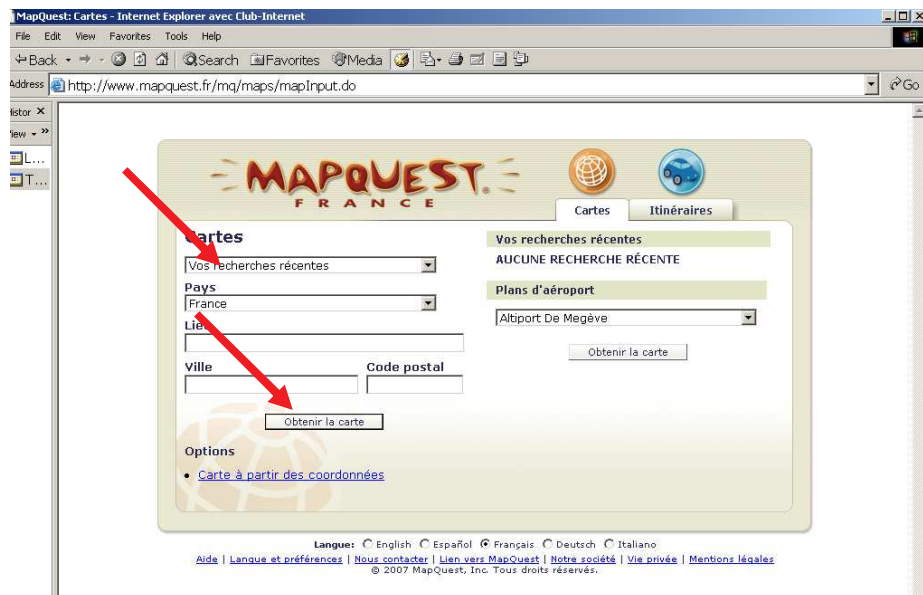 MapQuest: Cartes - Internet Explorer avec Club-Internet
File Edit View Favorites Tools Help
Back Search Favorites Media
Address http://www.mapquest.fr/mq/maps/mapInput.do Go
L...
T...
MAPQUEST.
FRANCE
Cartes Itinéraires
Cartes
Vos recherches récentes
Pays
France
Ville Code postal
Obtenir la carte
Options
• Carte à partir des coordonnées
Vos recherches récentes
AUCUNE RECHERCHE RÉCENTE
Plans d'aéroport
Altiport De Megève
Obtenir la carte
Langue: English Español Français Deutsch Italiano
Aide | Langue et préférences | Nous contacter | Lien vers MapQuest | Notre société | Vie privée | Mentions légales
© 2007 MapQuest, Inc. Tous droits réservés.